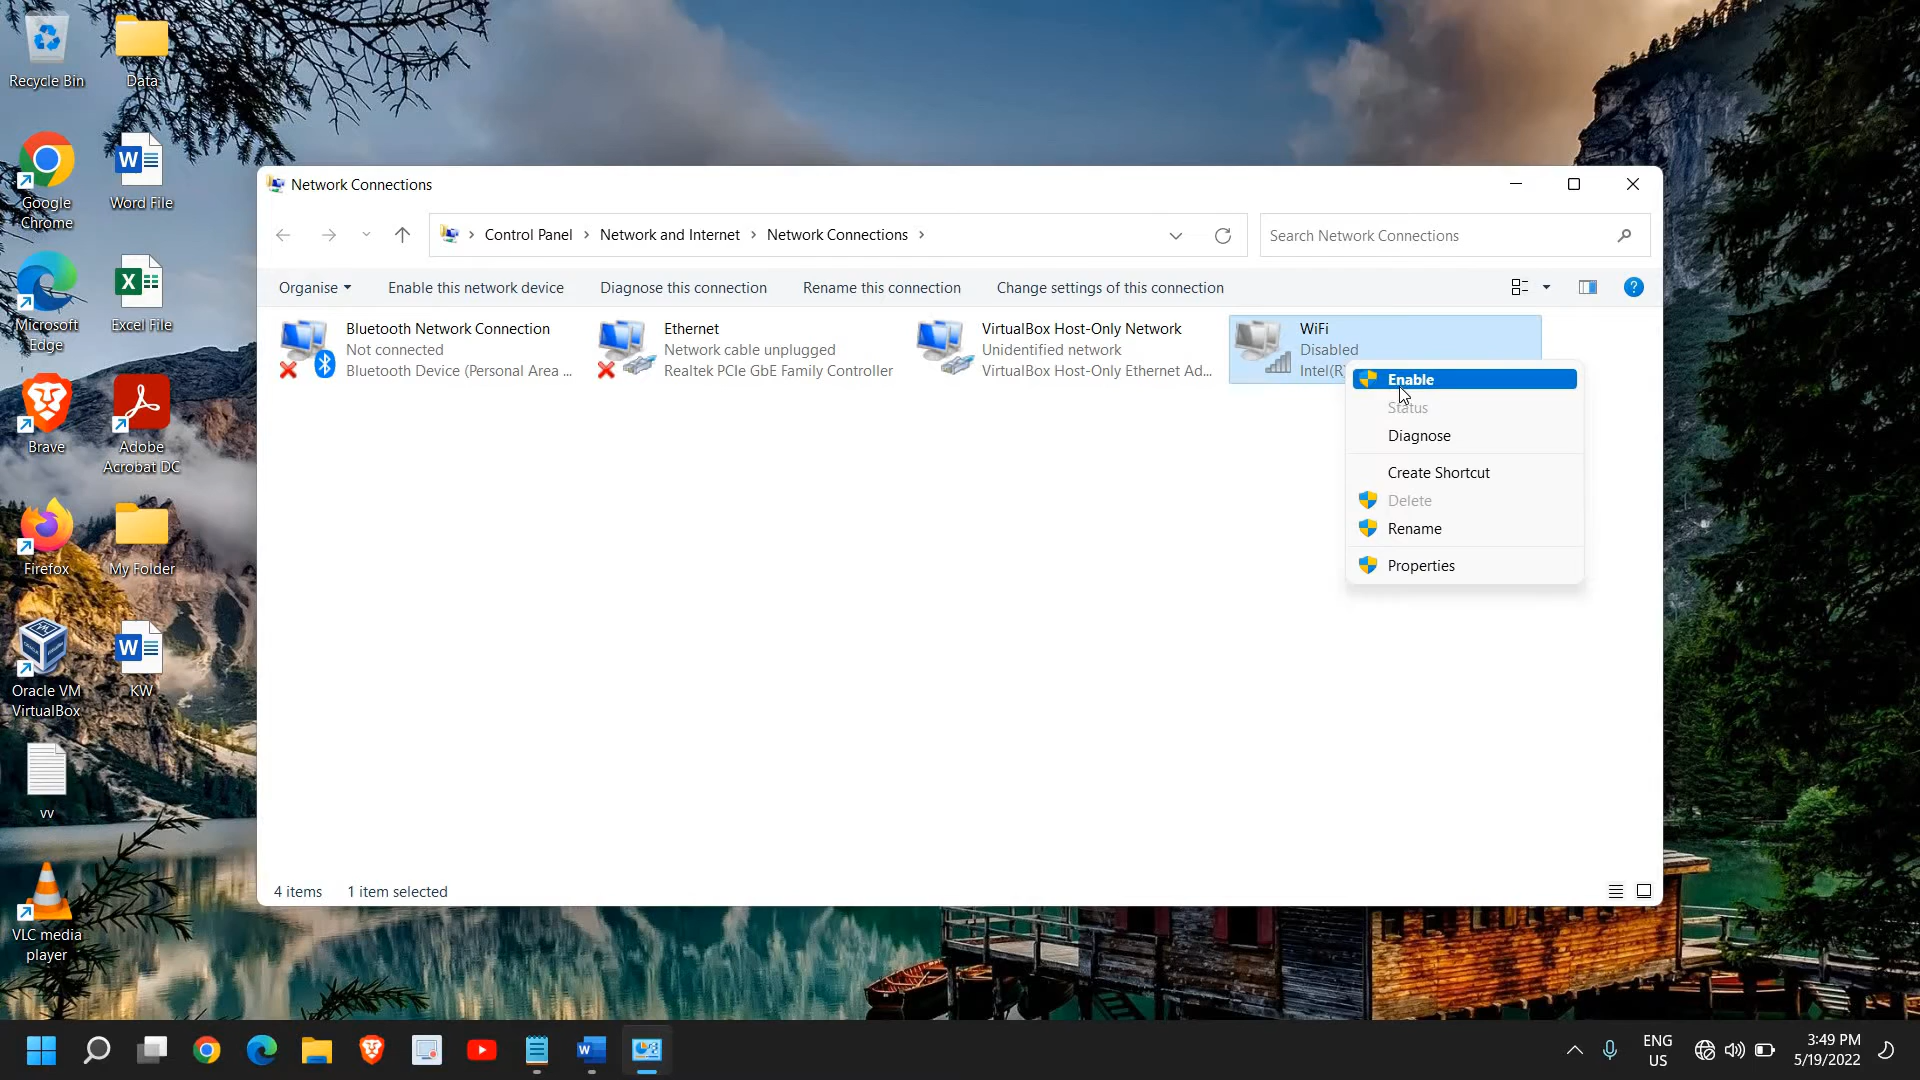 Recycle Bin
Data
Google
Chrome
Word File
Microsoft
Edge
Excel File
Brave
Adobe
Acrobat DC
Firefox
My Folder
Oracle VM
VirtualBox
KW
vv
VLC media
player
Network Connections
Control Panel > Network and Internet > Network Connections >
Search Network Connections
Organise
Enable this network device
Diagnose this connection
Rename this connection
Change settings of this connection
Bluetooth Network Connection
Not connected
Bluetooth Device (Personal Area ...
Ethernet
Network cable unplugged
Realtek PCIe GbE Family Controller
VirtualBox Host-Only Network
Unidentified network
VirtualBox Host-Only Ethernet Ad...
WiFi
Disabled
Intel(R)
Enable
Status
Diagnose
Create Shortcut
Delete
Rename
Properties
4 items
1 item selected
ENG
US
3:49 PM
5/19/2022